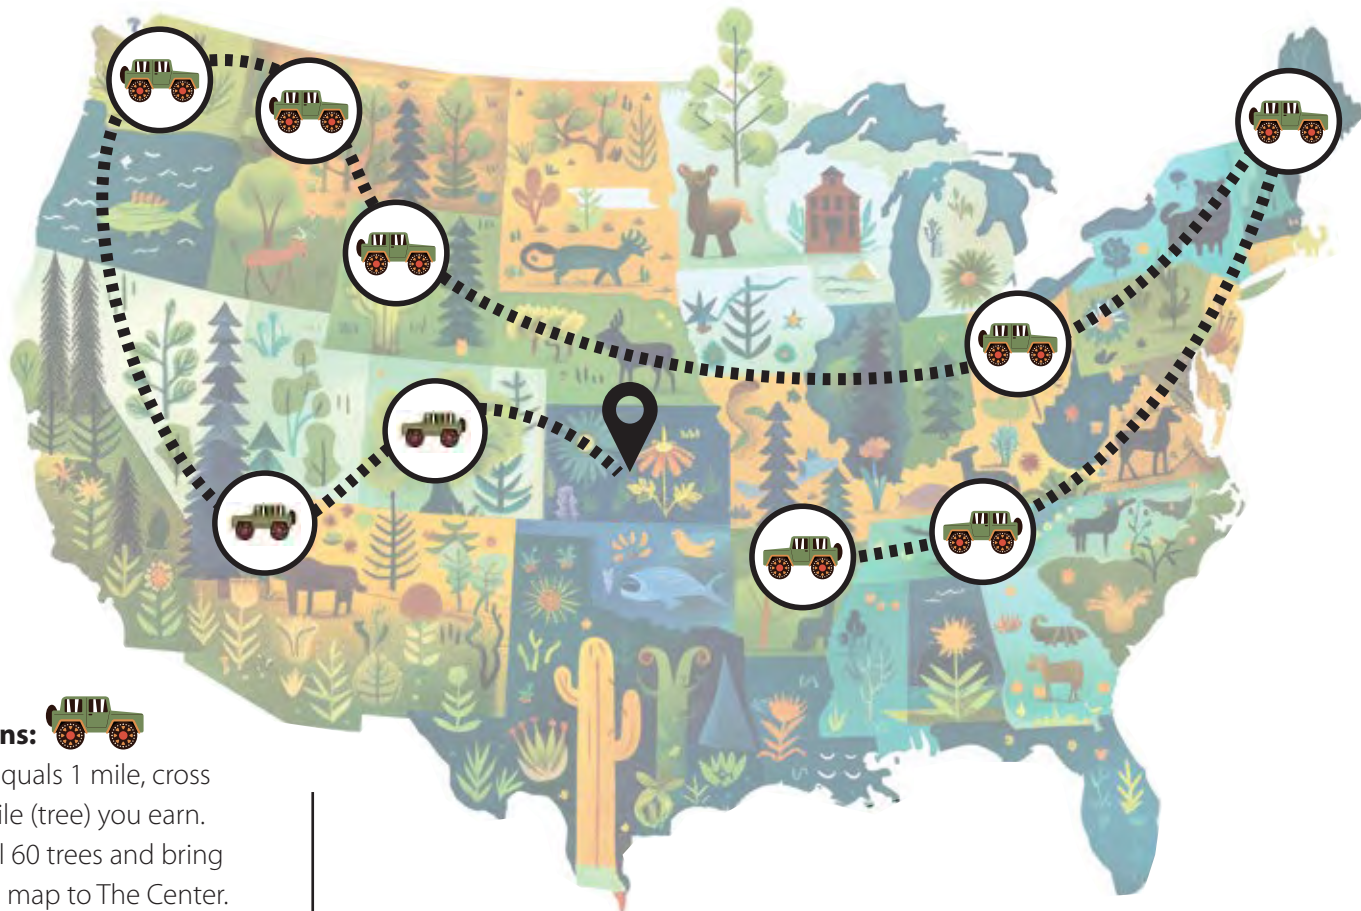 ns:
quals 1 mile, cross
ile (tree) you earn.
l 60 trees and bring
map to The Center.